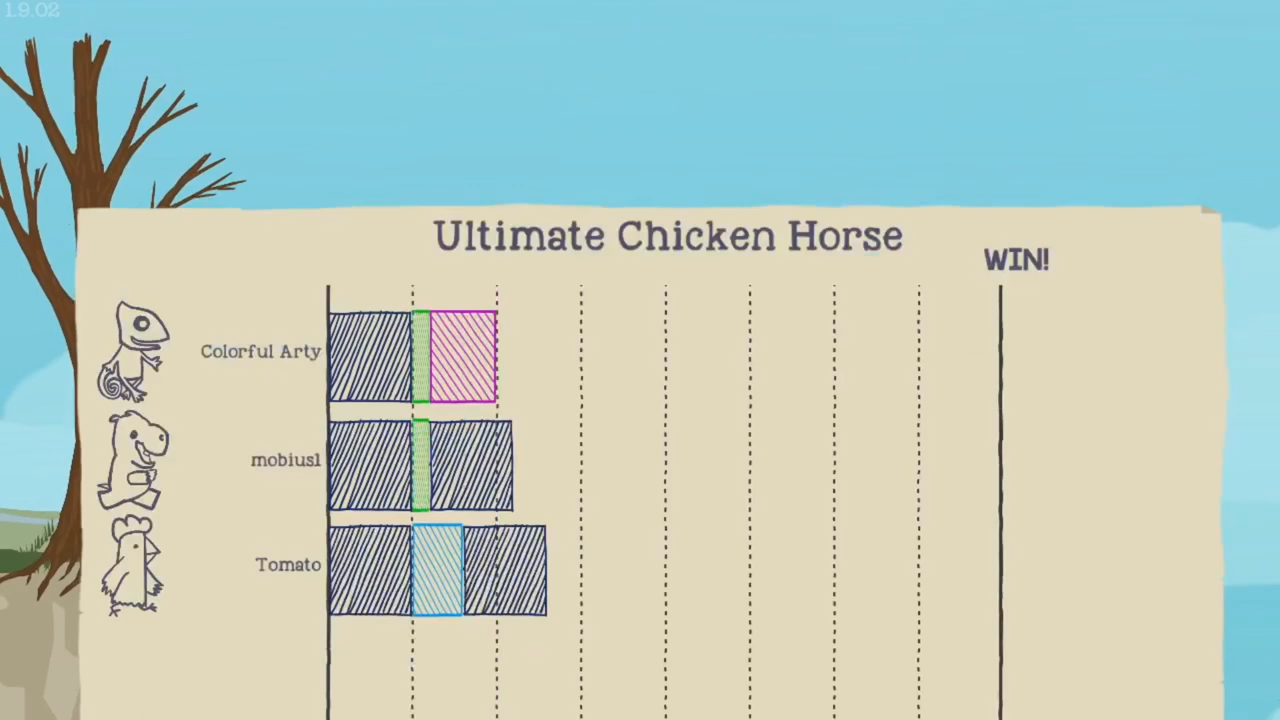 1.9.02
Ultimate Chicken Horse
WIN!
Colorful Arty
mobius1
Tomato